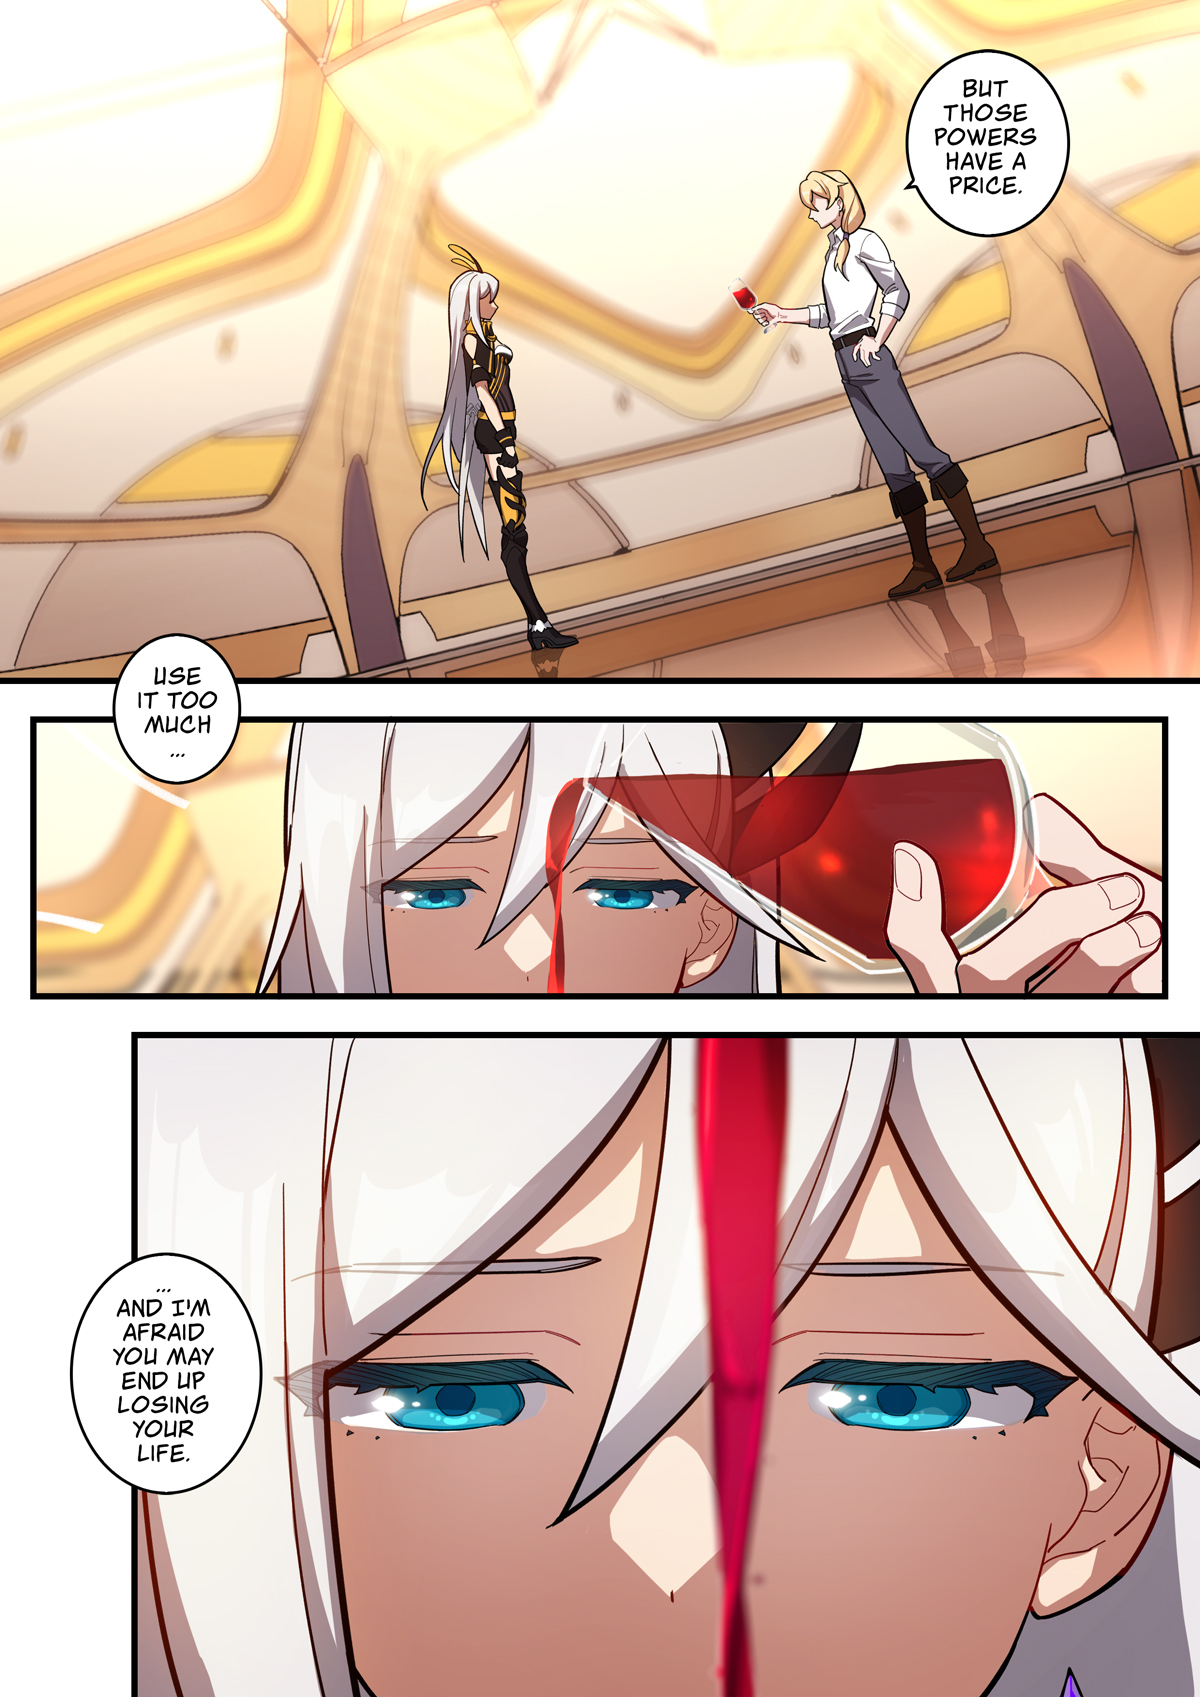 BUT
THOSE
POWERS
HAVE A
PRICE.
USE
IT TOO
MUCH
...
...
AND I'M
AFRAID
YOU MAY
END UP
LOSING
YOUR
LIFE.